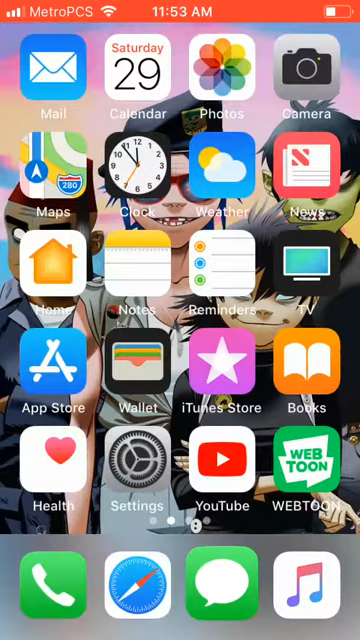 MetroPCS 11:53 AM
Saturday
29
Mail Calendar Photos Camera
280
Maps Clock Weather News
Home Notes Reminders TV
App Store Wallet iTunes Store Books
WEB
TOON
Health Settings YouTube WEBTOON